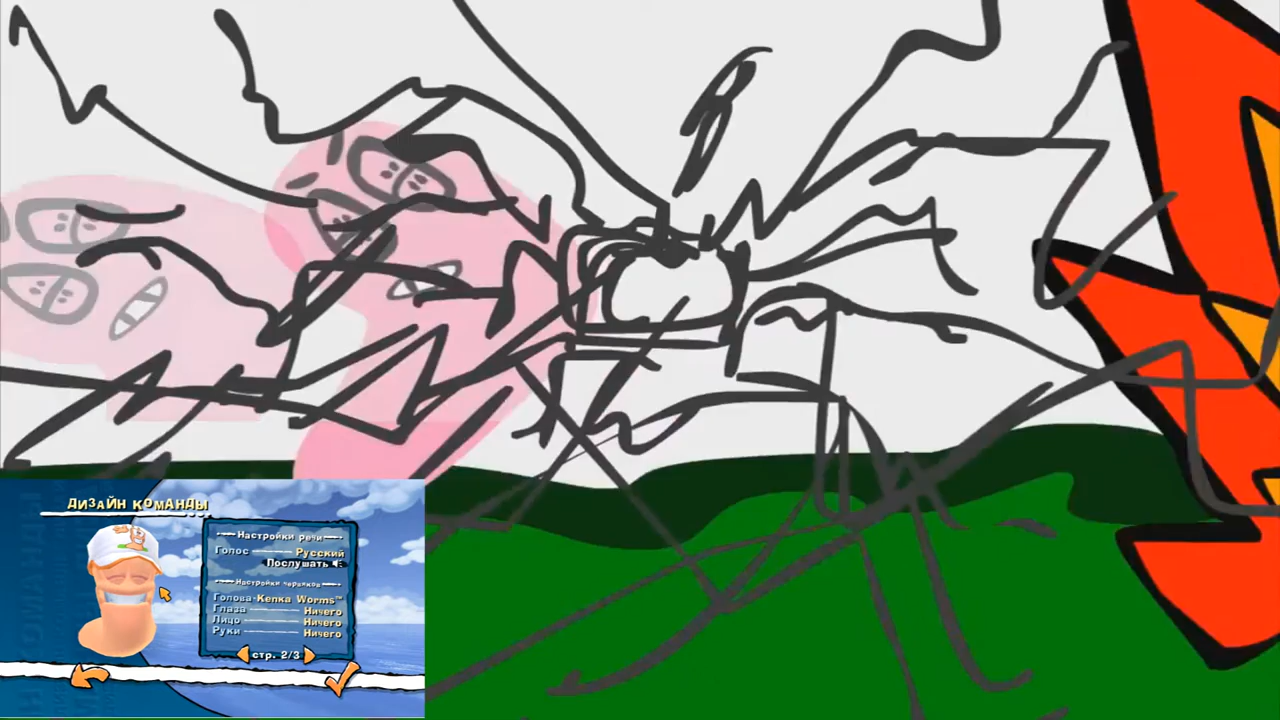 ДИЗАЙН КОМАНДЫ
Настройки речи
Голос Русский
Послушать
Настройки червяков
Голова Кепка Worms™
Глаза Ничего
Лицо Ничего
Руки Ничего
стр. 2/3